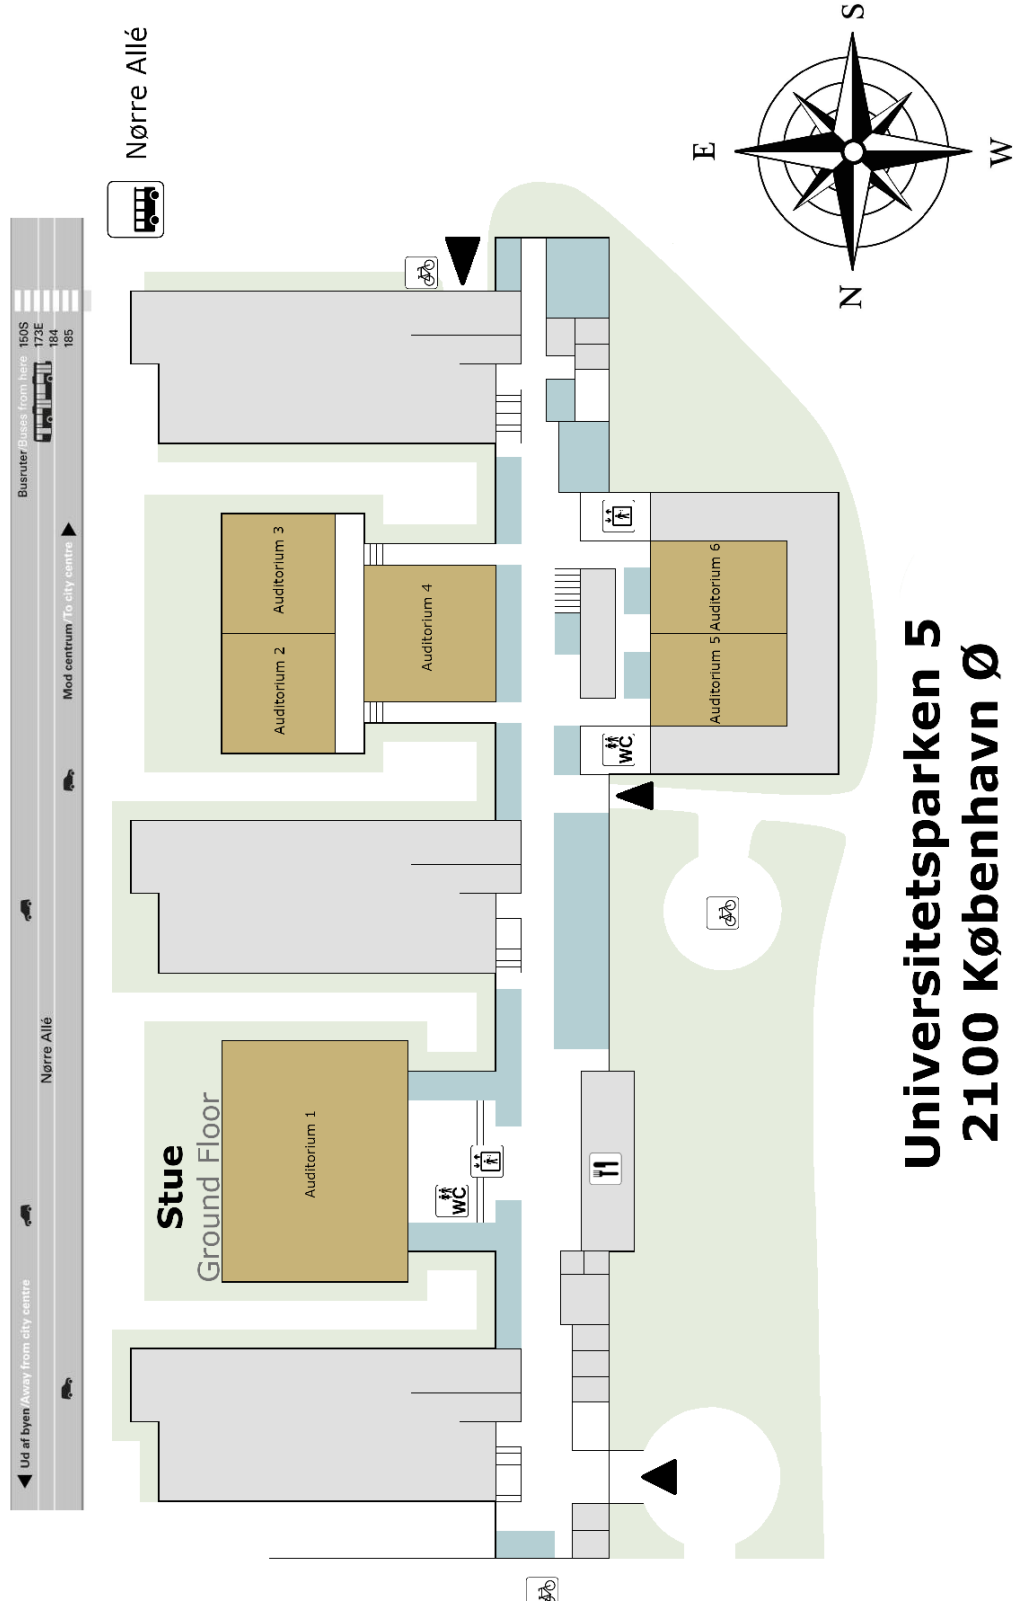 Nørre Allé
S
E
W
N
Busruter/Buses from here
150S
173E
184
185
Mod centrum/To city centre
Nørre Allé
Ud af byen/Away from city centre
Auditorium 3
Auditorium 2
Auditorium 4
Auditorium 6
Auditorium 5
WC
Stue
Ground Floor
Auditorium 1
WC
Universitetsparken 5
2100 København Ø